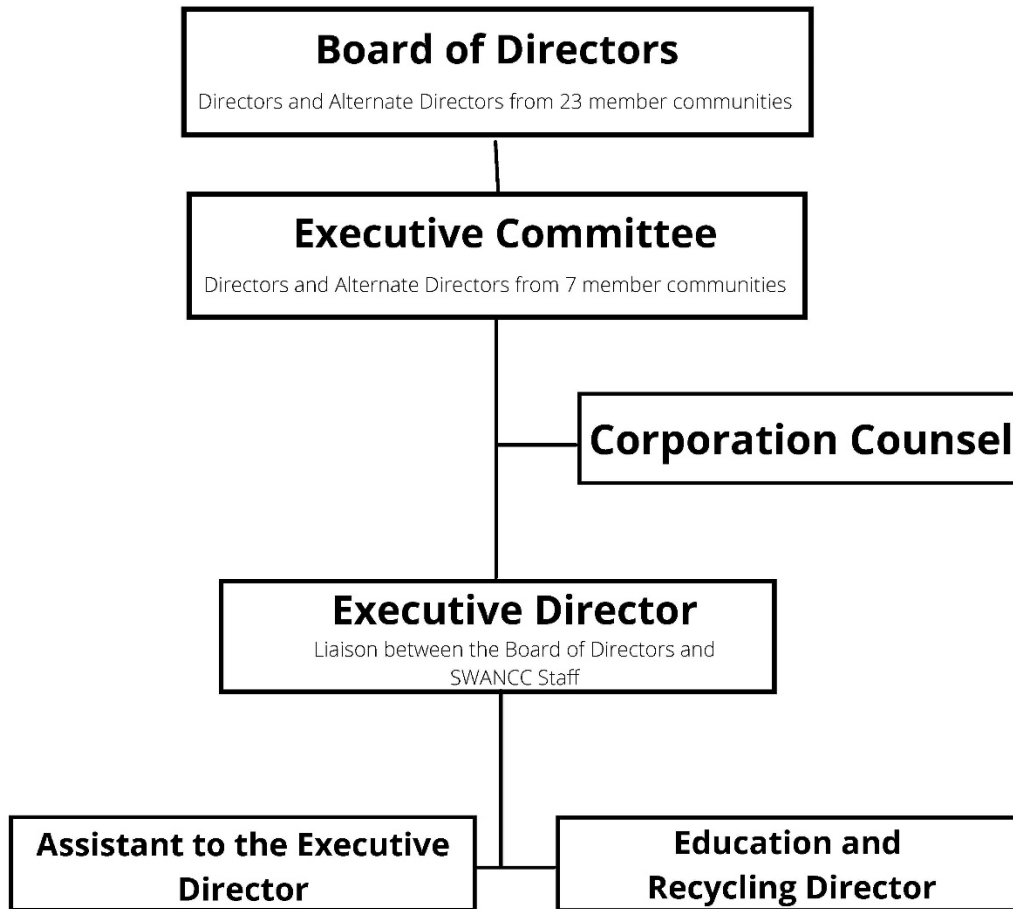 Board of Directors
Directors and Alternate Directors from 23 member communities
Executive Committee
Directors and Alternate Directors from 7 member communities
Corporation Counsel
Executive Director
Liaison between the Board of Directors and
SWANCC Staff
Assistant to the Executive
Director
Education and
Recycling Director